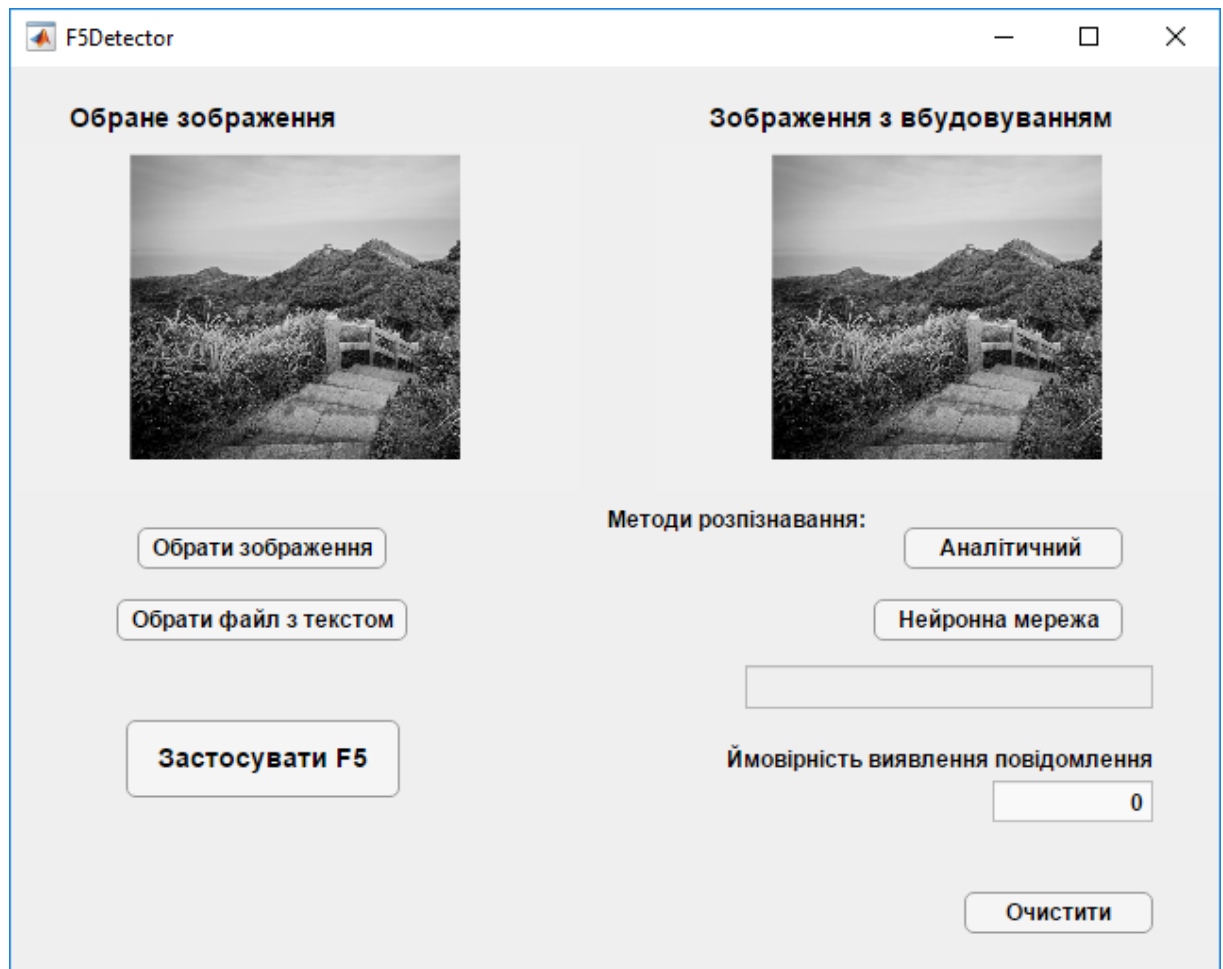 F5Detector
Обране зображення
Зображення з вбудовуванням
Методи розпізнавання:
Обрати зображення
Аналітичний
Обрати файл з текстом
Нейронна мережа
Застосувати F5
Ймовірність виявлення повідомлення
0
Очистити